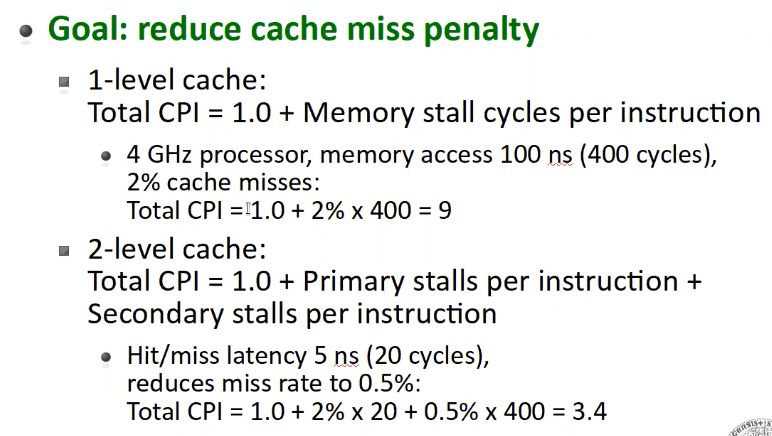 Goal: reduce cache miss penalty
1-level cache:
Total CPI = 1.0 + Memory stall cycles per instruction
4 GHz processor, memory access 100 ns (400 cycles),
2% cache misses:
Total CPI = 1.0 + 2% x 400 = 9
2-level cache:
Total CPI = 1.0 + Primary stalls per instruction +
Secondary stalls per instruction
Hit/miss latency 5 ns (20 cycles),
reduces miss rate to 0.5%:
Total CPI = 1.0 + 2% x 20 + 0.5% x 400 = 3.4